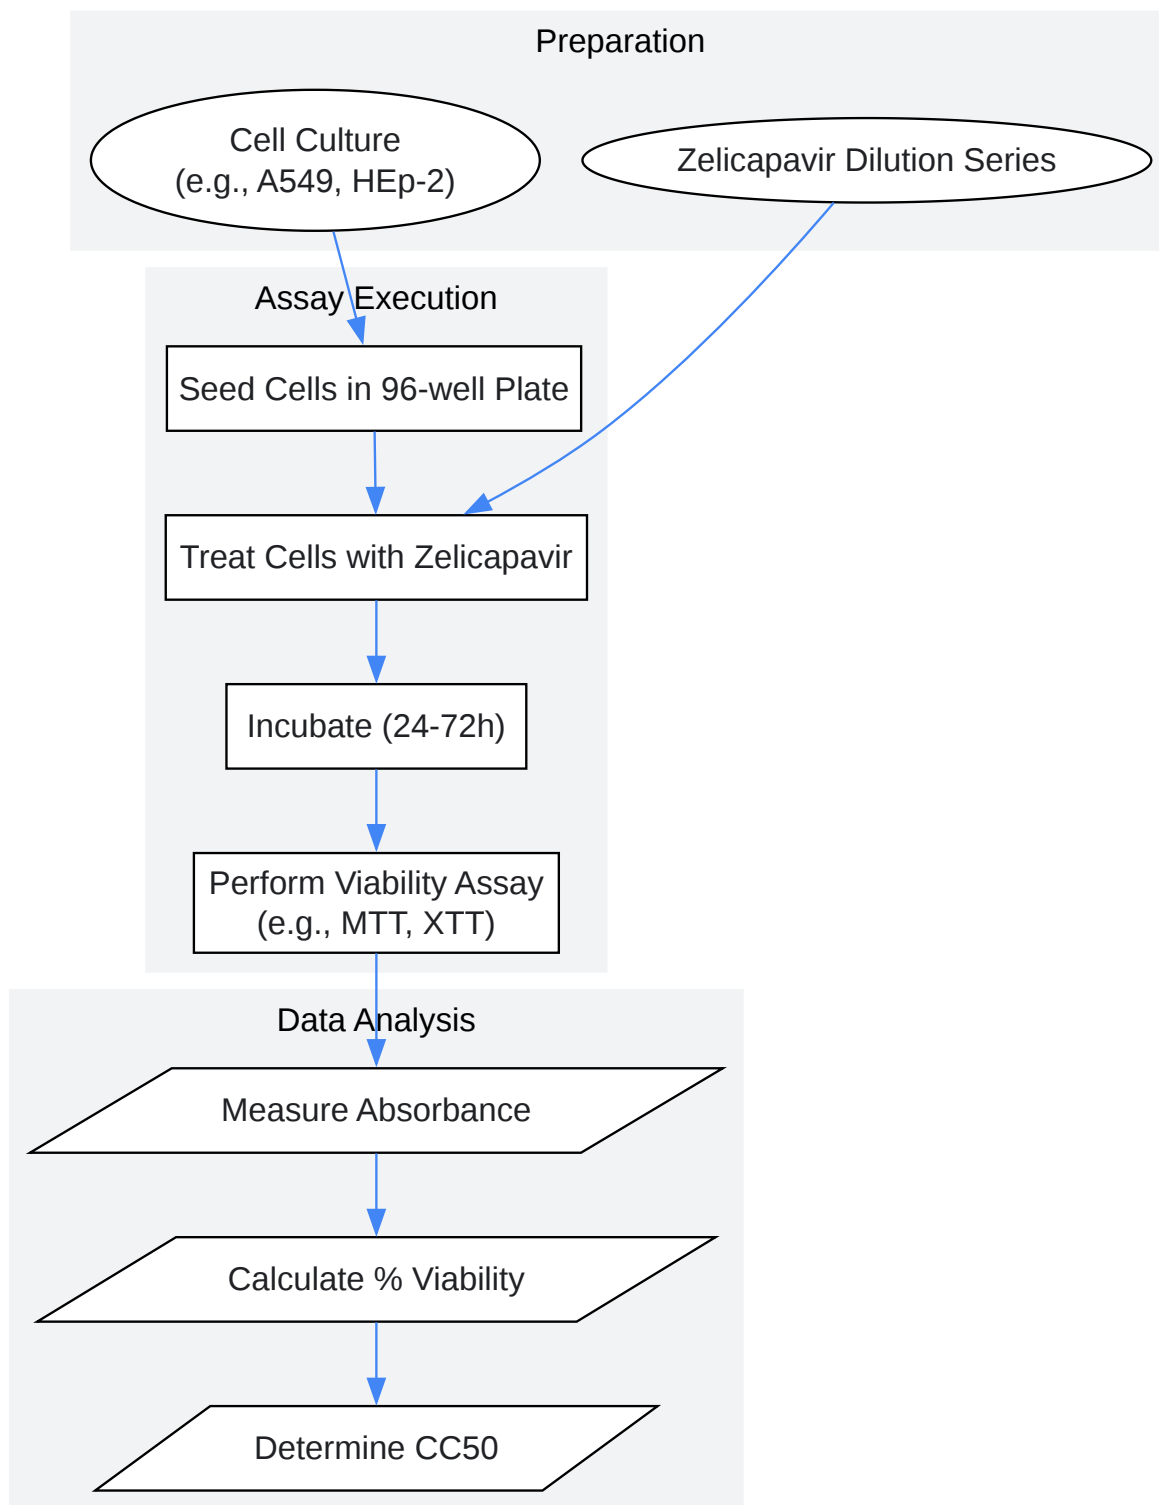 Preparation
Cell Culture
(e.g., A549, HEp-2)
Zelicapavir Dilution Series
Assay Execution
Seed Cells in 96-well Plate
Treat Cells with Zelicapavir
Incubate (24-72h)
Perform Viability Assay
(e.g., MTT, XTT)
Data Analysis
Measure Absorbance
Calculate % Viability
Determine CC50